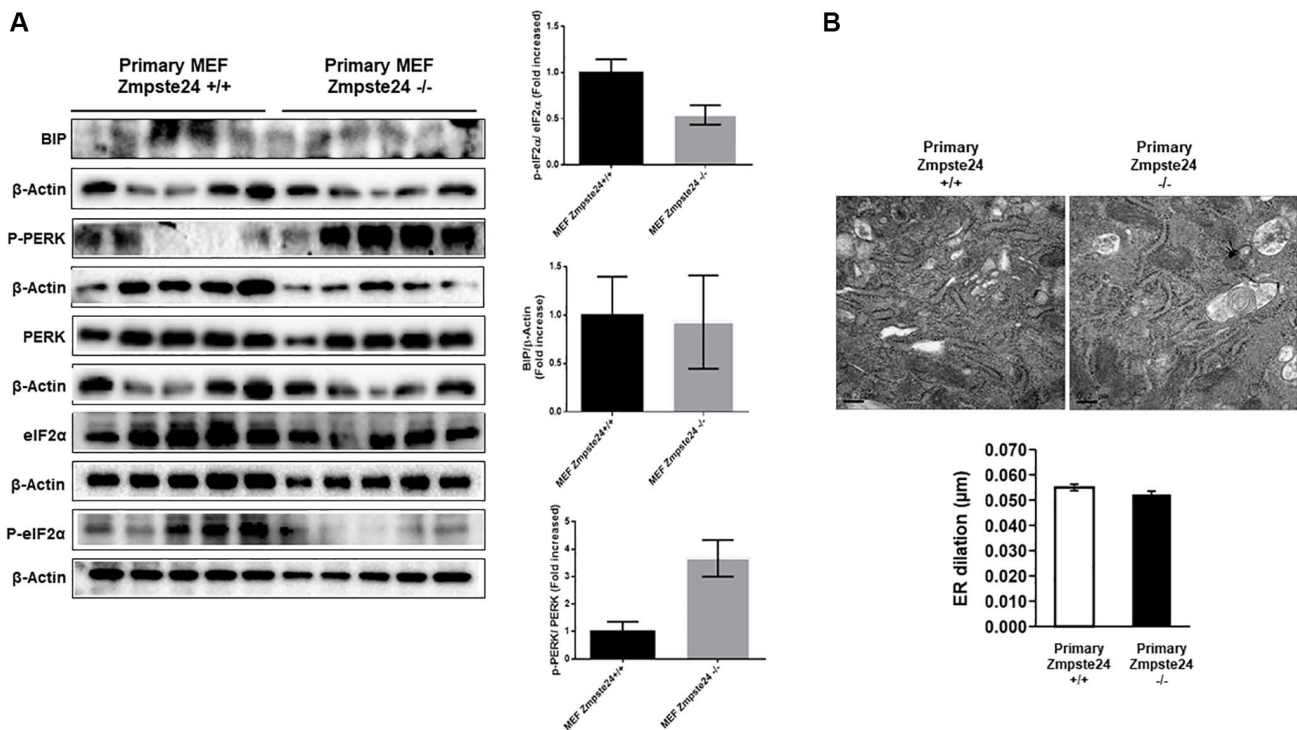 A
Primary MEF
Zmpste24 +/+
Primary MEF
Zmpste24 -/-
BIP
β-Actin
P-PERK
β-Actin
PERK
β-Actin
eIF2α
β-Actin
P-eIF2α
β-Actin
p-eIF2α/ eIF2α (Fold increased)
1.5
1.0
0.5
0.0
MEF Zmpste24+/+
MEF Zmpste24 -/-
BIP/β-Actin
(Fold increase)
1.5
1.0
0.5
0.0
MEF Zmpste24+/+
MEF Zmpste24 -/-
p-PERK/ PERK (Fold increased)
5
4
3
2
1
0
MEF Zmpste24+/+
MEF Zmpste24 -/-
B
Primary
Zmpste24
+/+
Primary
Zmpste24
-/-
ER dilation (µm)
0.070
0.060
0.050
0.040
0.030
0.020
0.010
0.000
Primary
Zmpste24
+/+
Primary
Zmpste24
-/-